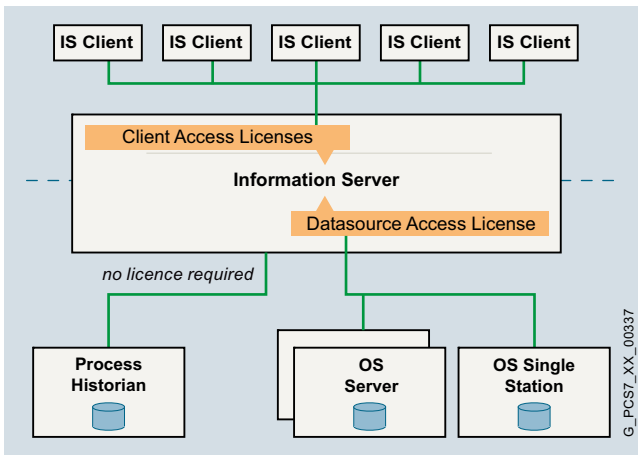 IS Client IS Client IS Client IS Client IS Client
Client Access Licenses
Information Server
Datasource Access License
no licence required
Process
Historian
OS
Server
OS Single
Station
G_PCS7_XX_00337